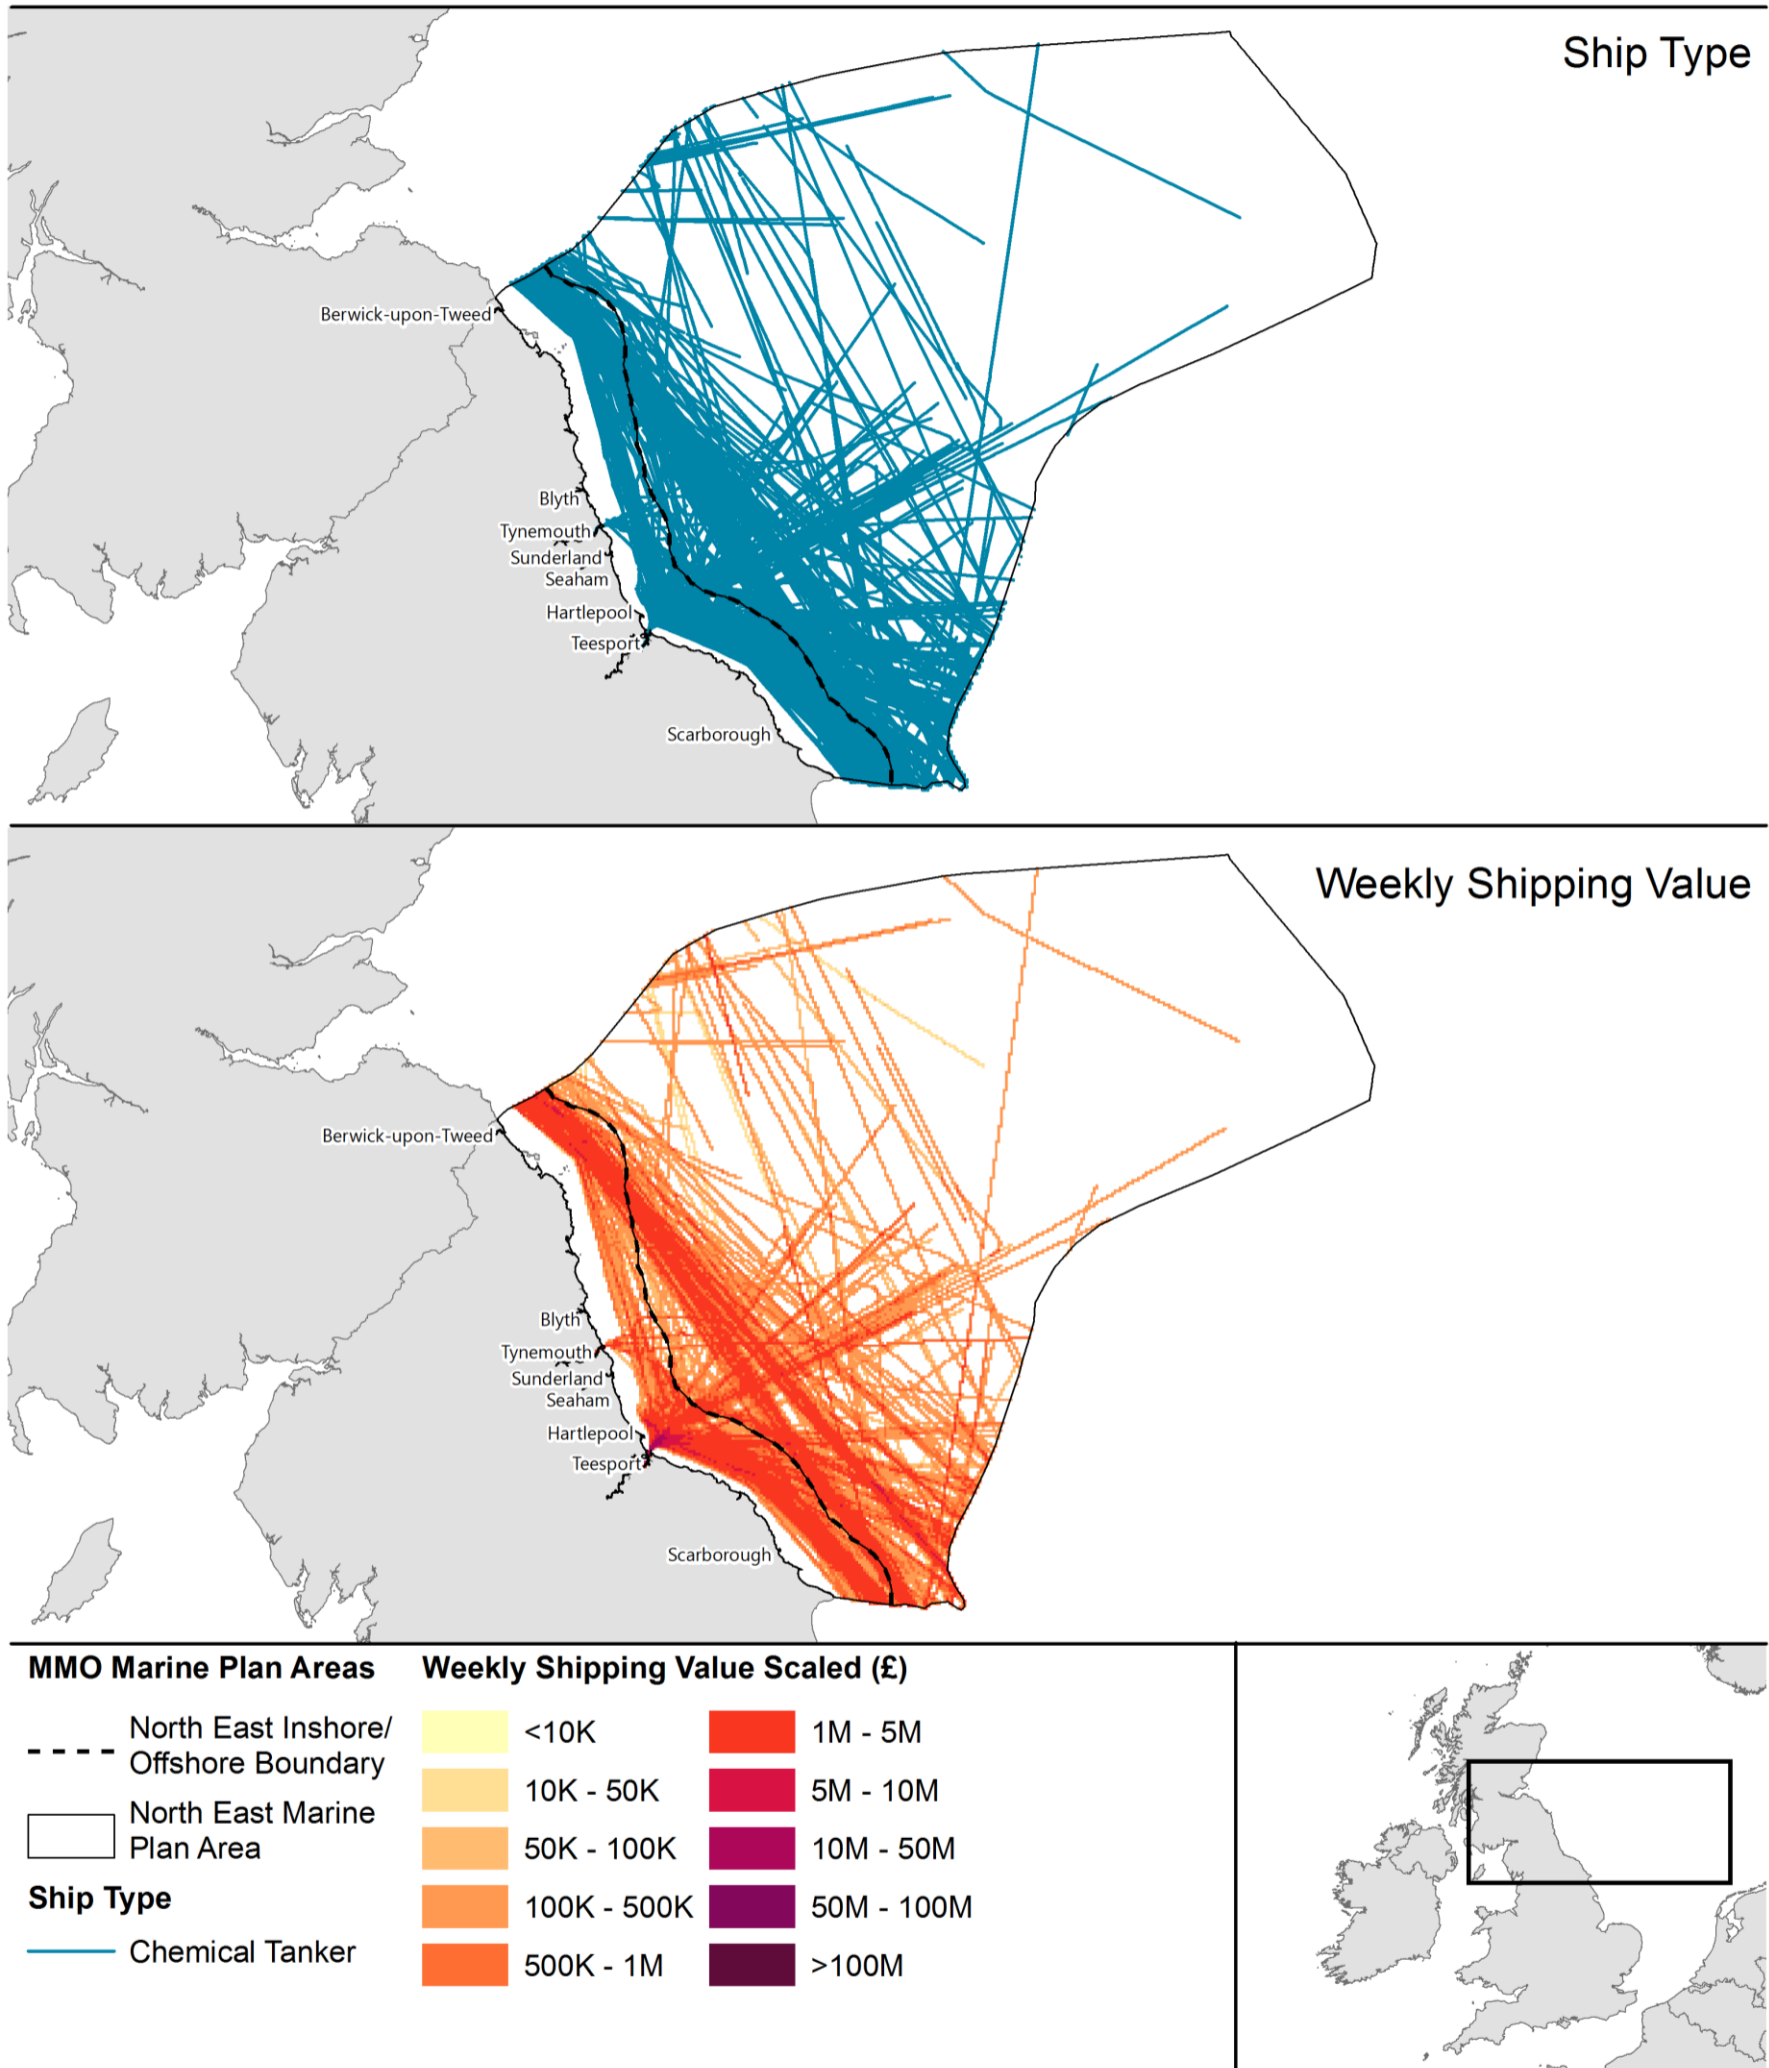 Ship Type
Berwick-upon-Tweed
Blyth
Tynemouth
Sunderland
Seaham
Hartlepool
Teesport
Scarborough
Weekly Shipping Value
Berwick-upon-Tweed
Blyth
Tynemouth
Sunderland
Seaham
Hartlepool
Teesport
Scarborough
MMO Marine Plan Areas
North East Inshore/
Offshore Boundary
North East Marine
Plan Area
Ship Type
Chemical Tanker
Weekly Shipping Value Scaled (£)
<10K
10K - 50K
50K - 100K
100K - 500K
500K - 1M
1M - 5M
5M - 10M
10M - 50M
50M - 100M
>100M